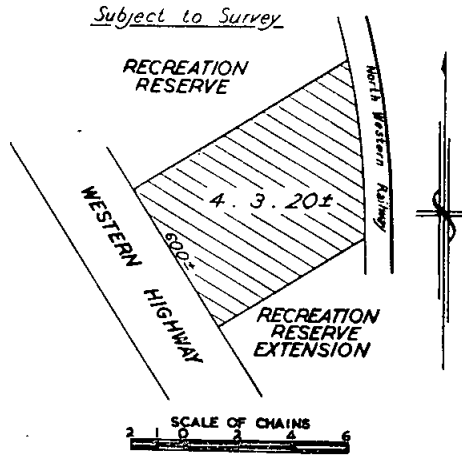 Subject to Survey
RECREATION
RESERVE
North Western Railway
4 . 3 . 20±
600±
WESTERN HIGHWAY
RECREATION
RESERVE
EXTENSION
SCALE OF CHAINS
2 1 0 2 4 6